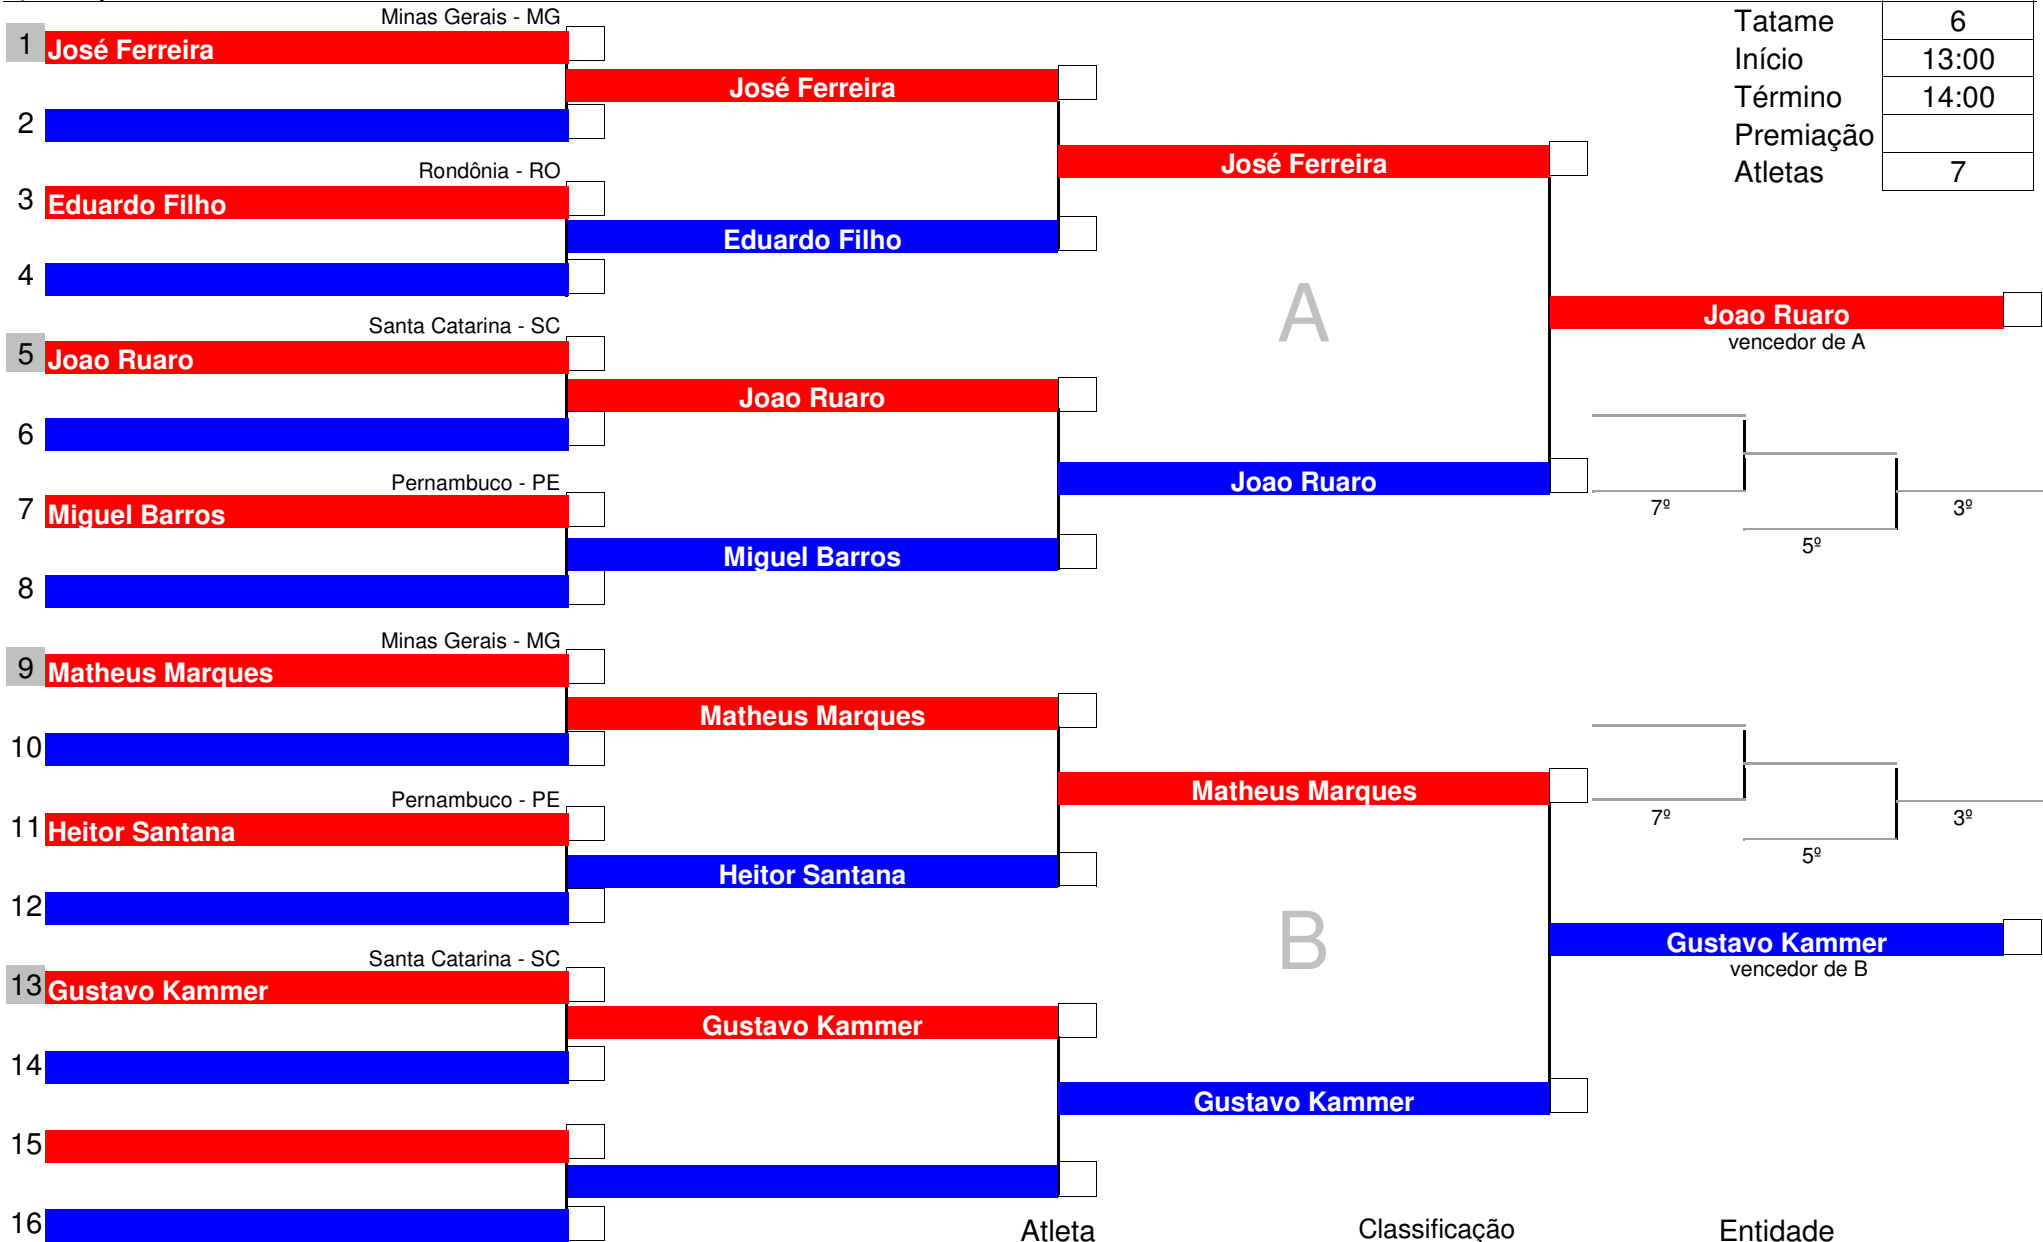 Minas Gerais - MG
Tatame 6
1 José Ferreira
José Ferreira
Início 13:00
Término 14:00
2
Premiação
Rondônia - RO
José Ferreira
Atletas 7
3 Eduardo Filho
Eduardo Filho
4
A
Santa Catarina - SC
Joao Ruaro
vencedor de A
5 Joao Ruaro
Joao Ruaro
6
Pernambuco - PE
Joao Ruaro
7 Miguel Barros
7º
3º
5º
Miguel Barros
8
Minas Gerais - MG
9 Matheus Marques
Matheus Marques
10
Pernambuco - PE
Matheus Marques
11 Heitor Santana
7º
3º
5º
Heitor Santana
12
B
Santa Catarina - SC
Gustavo Kammer
vencedor de B
13 Gustavo Kammer
Gustavo Kammer
14
Gustavo Kammer
15
16
Atleta Classificação Entidade